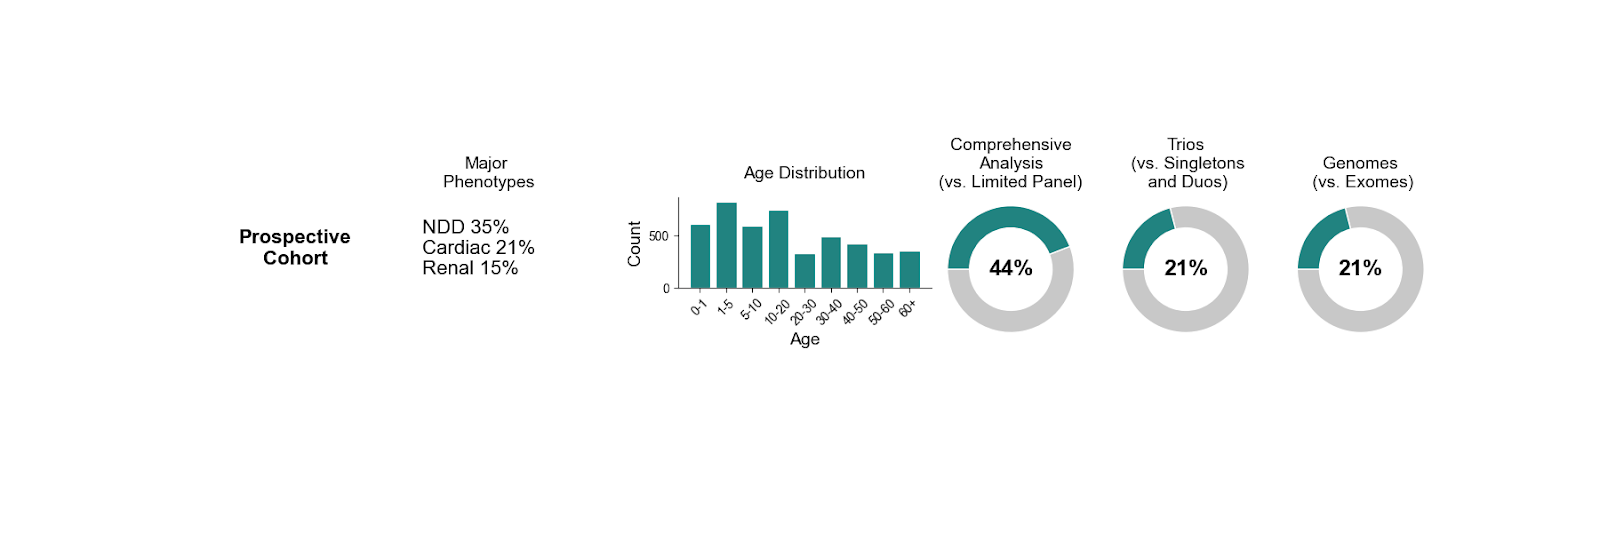 Prospective
Cohort
Major
Phenotypes
NDD 35%
Cardiac 21%
Renal 15%
Age Distribution
Count
500
0
0-1
1-5
5-10
10-20
20-30
30-40
40-50
50-60
60+
Age
Comprehensive
Analysis
(vs. Limited Panel)
44%
Trios
(vs. Singletons
and Duos)
21%
Genomes
(vs. Exomes)
21%